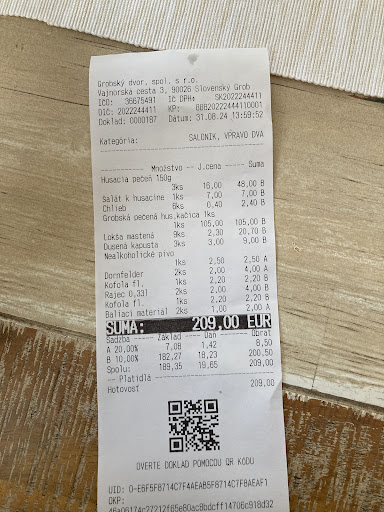 Grobský dvor, spol. s r.o.
Vajnorska cesta 3, 90026 Slovenský Grob
IČO: 36675491 IČ DPH: SK2022244411
DIČ: 2022244411 KP: 88820222444110001
Doklad: 0000187 Dátum: 31.08.24 13:59:52
Kategória: SALONIK, VPRAVO DVA
Množstvo J.cena Suma
Husacia pečeň 150g
3ks 16,00 48,00 B
Šalát k husacine 1ks 7,00 7,00 B
Chlieb 6ks 0,40 2,40 B
Grobská pečená hus,kačica 1ks
1ks 105,00 105,00 B
Lokša mastená 9ks 2,30 20,70 B
Dusená kapusta 3ks 3,00 9,00 B
Nealkoholické pivo
1ks 2,50 2,50 A
Dornfelder 2ks 2,00 4,00 A
Kofola fl. 1ks 2,20 2,20 B
Rajec 0,33l 2ks 2,00 4,00 B
Kofola fl. 1ks 2,20 2,20 B
Baliaci materiál 2ks 1,00 2,00 A
SUMA: 209,00 EUR
Sadzba Základ Daň Obrat
A 20,00% 7,08 1,42 8,50
B 10,00% 182,27 18,23 200,50
Spolu: 189,35 19,65 209,00
Platidlá
Hotovosť 209,00
OVERTE DOKLAD POMOCOU QR KÓDU
UID: O-E6F5F8714C7F4AEAB5F8714C7F8AEAF1
OKP: